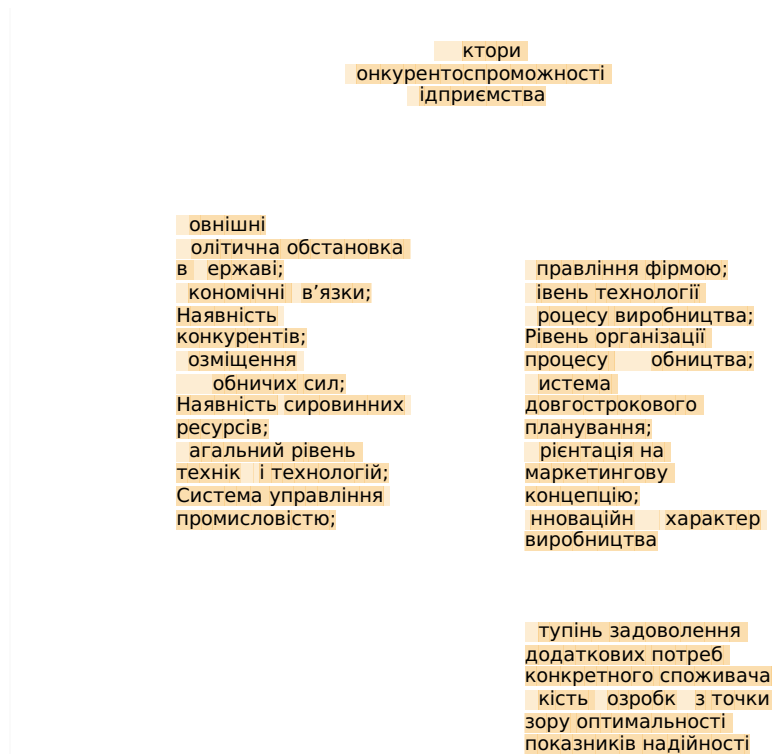 ктори
онкурентоспроможності
ідприємства
овнішні
олітична обстановка
в ержаві;
кономічні в’язки;
Наявність
конкурентів;
озміщення
обничих сил;
Наявність сировинних
ресурсів;
агальний рівень
технік і технологій;
Система управління
промисловістю;
правління фірмою;
івень технології
роцесу виробництва;
Рівень організації
процесу обництва;
истема
довгострокового
планування;
рієнтація на
маркетингову
концепцію;
нноваційн характер
виробництва
тупінь задоволення
додаткових потреб
конкретного споживача
кість озробк з точки
зору оптимальності
показників надійності